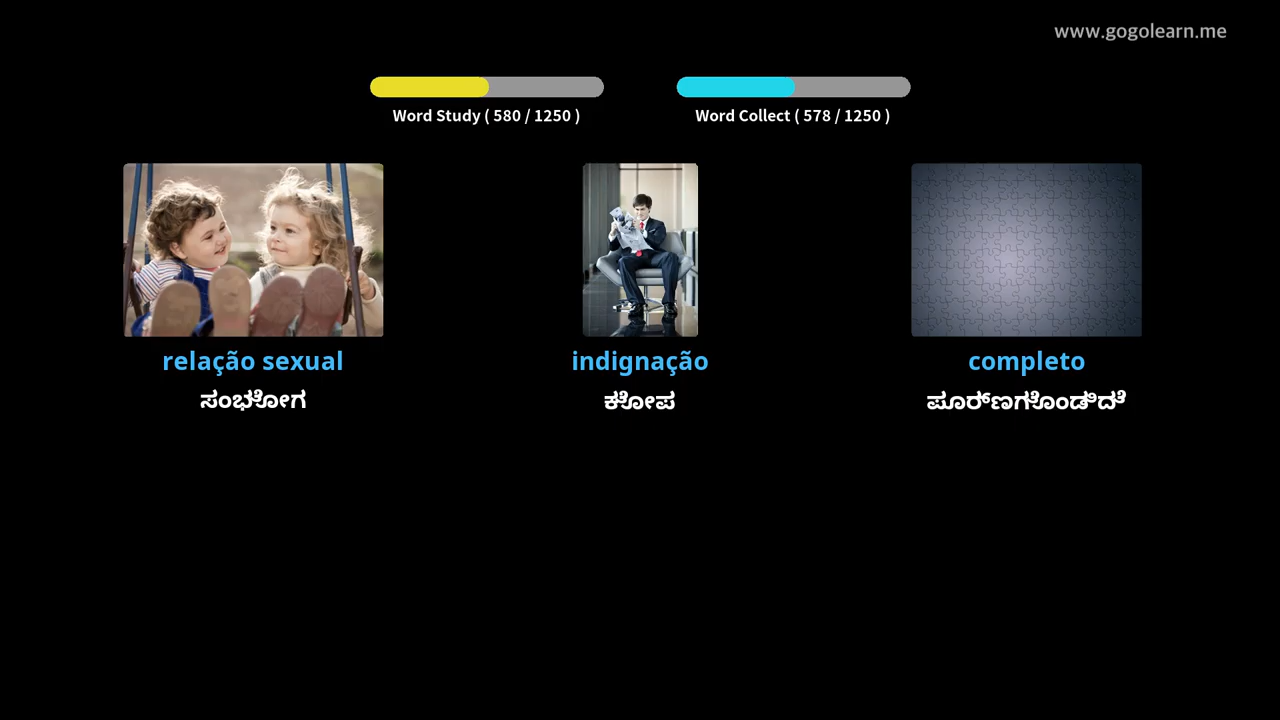 www.gogolearn.me
Word Study ( 580 / 1250 )
Word Collect ( 578 / 1250 )
relação sexual
indignação
completo
ಸಂಭೋಗ
ಕೋಪ
ಪೂರ್ಣಗೊಂಡಿದೆ